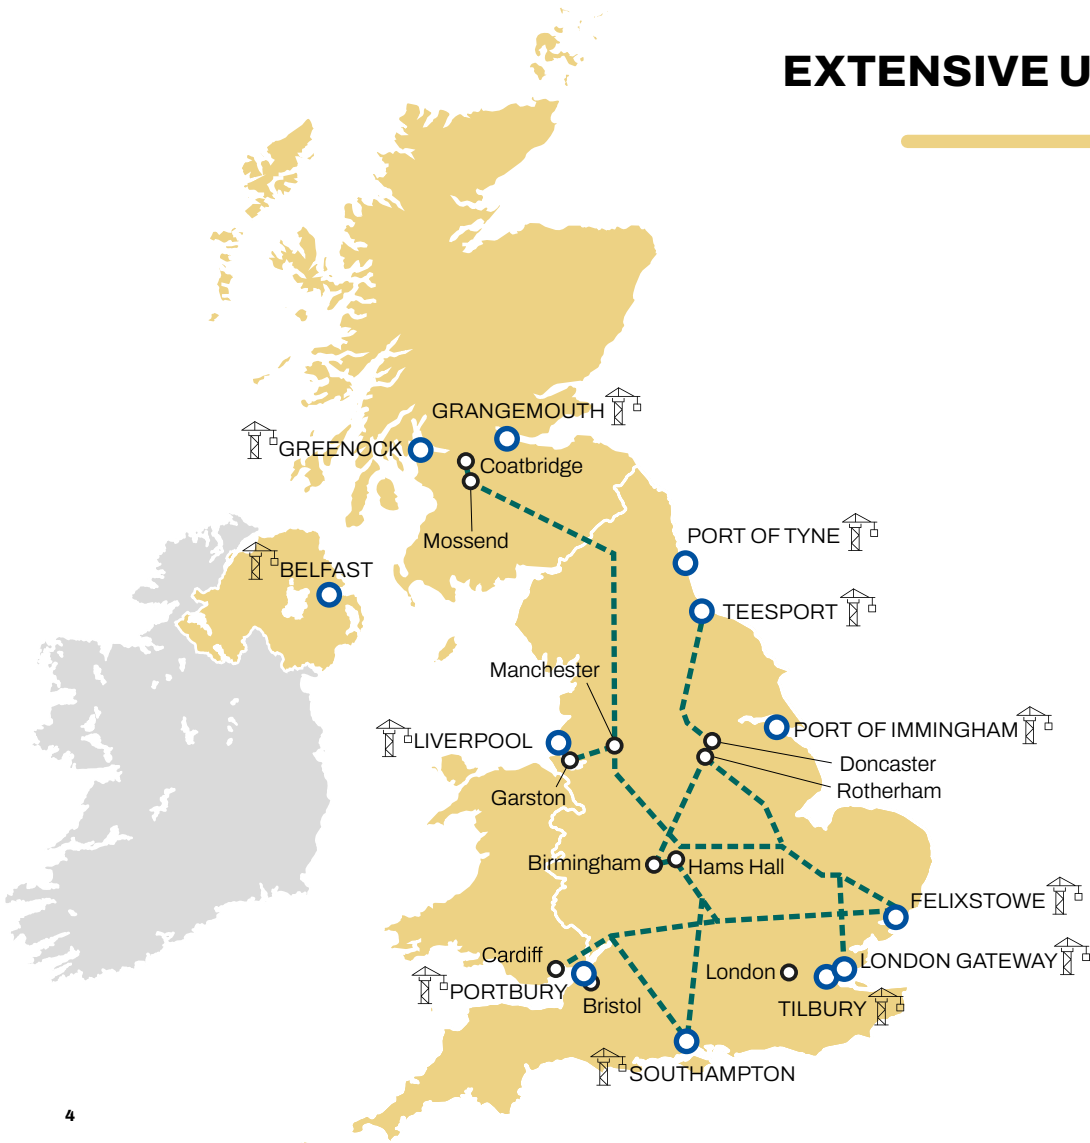 EXTENSIVE U
GRANGEMOUTH
GREENOCK
Coatbridge
Mossend
PORT OF TYNE
BELFAST
TEESPORT
Manchester
PORT OF IMMINGHAM
LIVERPOOL
Doncaster
Rotherham
Garston
Birmingham
Hams Hall
FELIXSTOWE
Cardiff
LONDON GATEWAY
London
PORTBURY
Bristol
TILBURY
SOUTHAMPTON
4